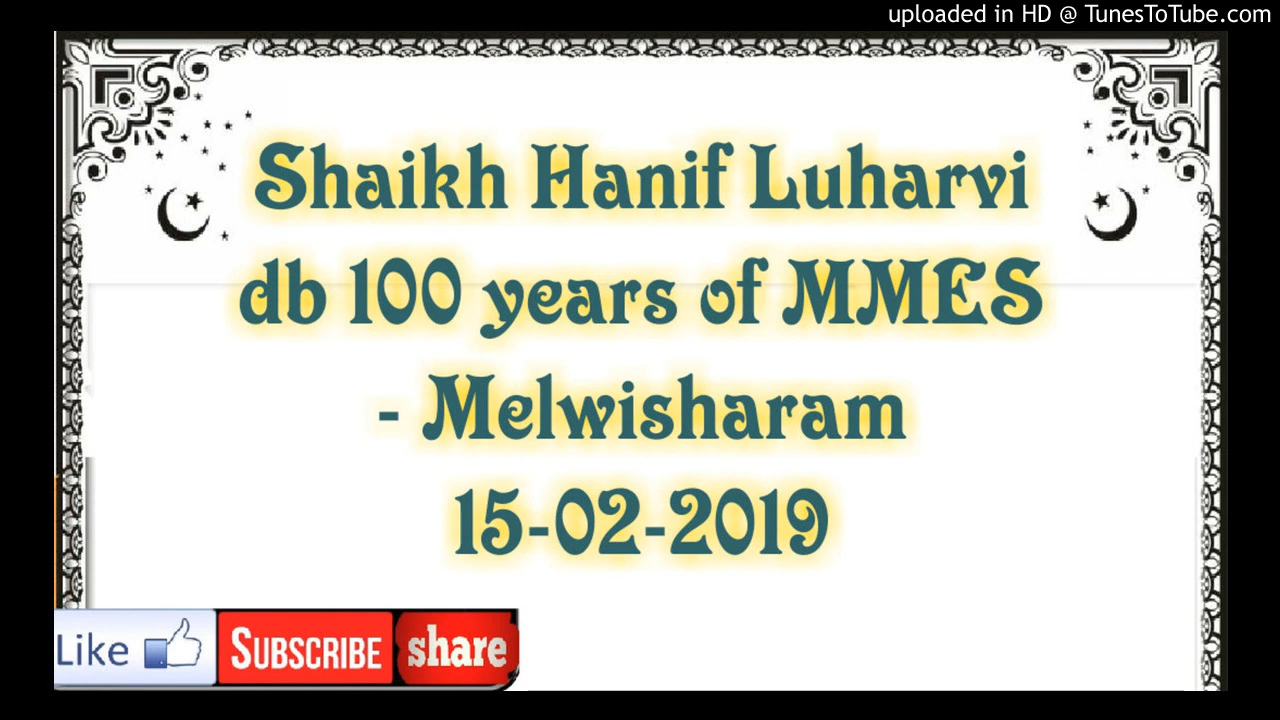 uploaded in HD @ TunesToTube.com
Shaikh Hanif Luharvi
db 100 years of MMES
- Melwisharam
15-02-2019
Like SUBSCRIBE share